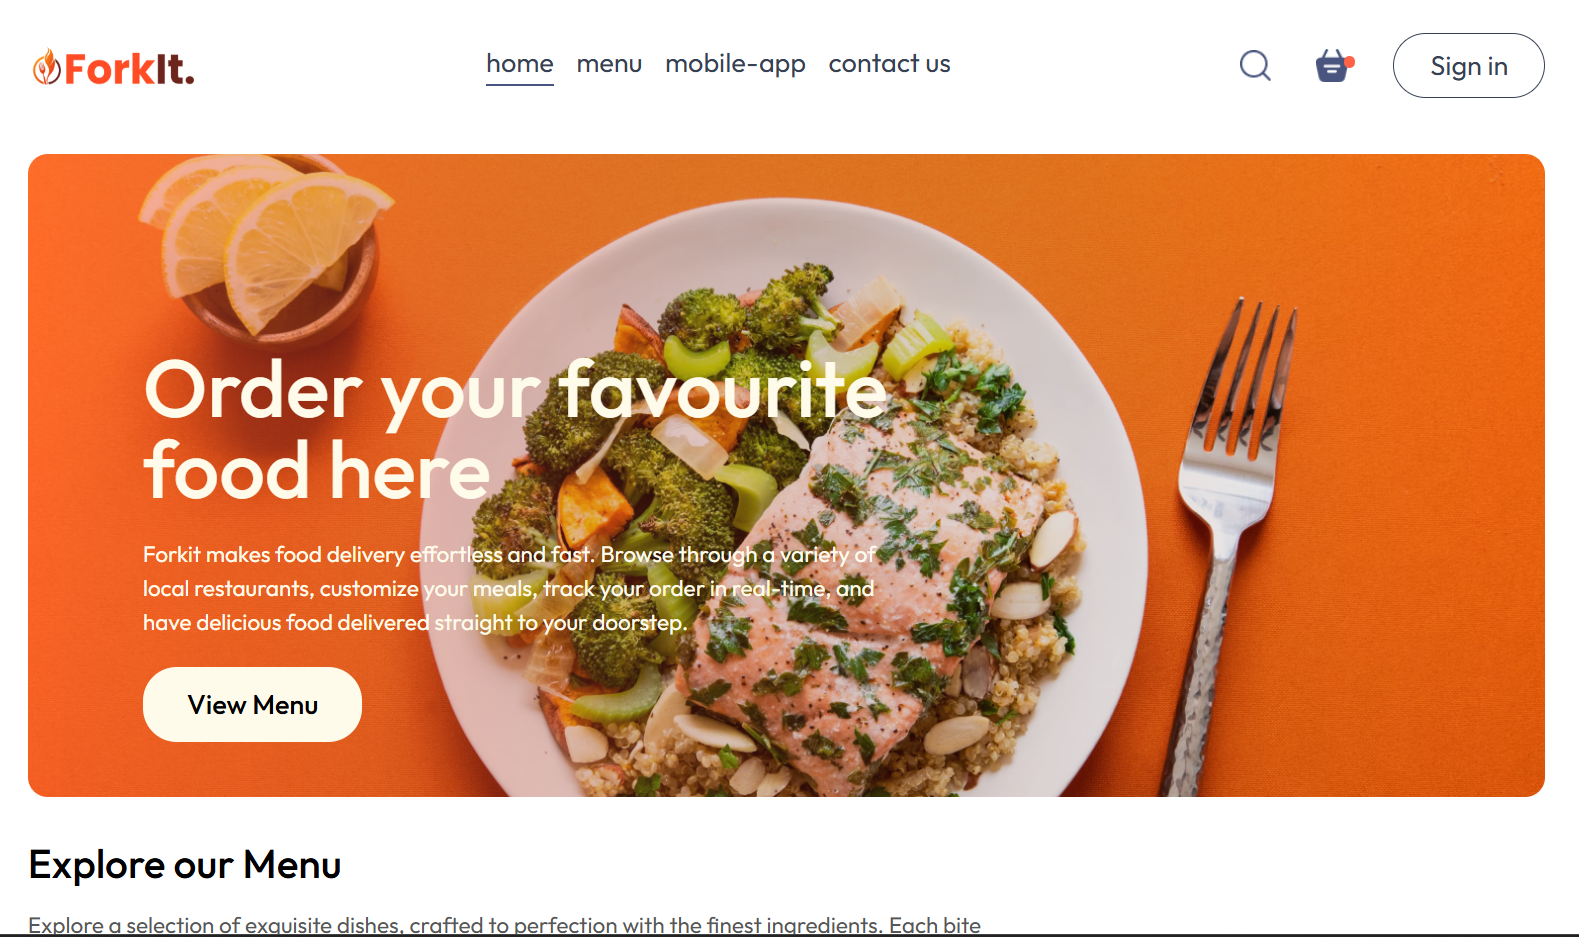 ForkIt.
home menu mobile-app contact us
Sign in
Order your favourite
food here
Forkit makes food delivery effortless and fast. Browse through a variety of
local restaurants, customize your meals, track your order in real-time, and
have delicious food delivered straight to your doorstep.
View Menu
Explore our Menu
Explore a selection of exquisite dishes, crafted to perfection with the finest ingredients. Each bite